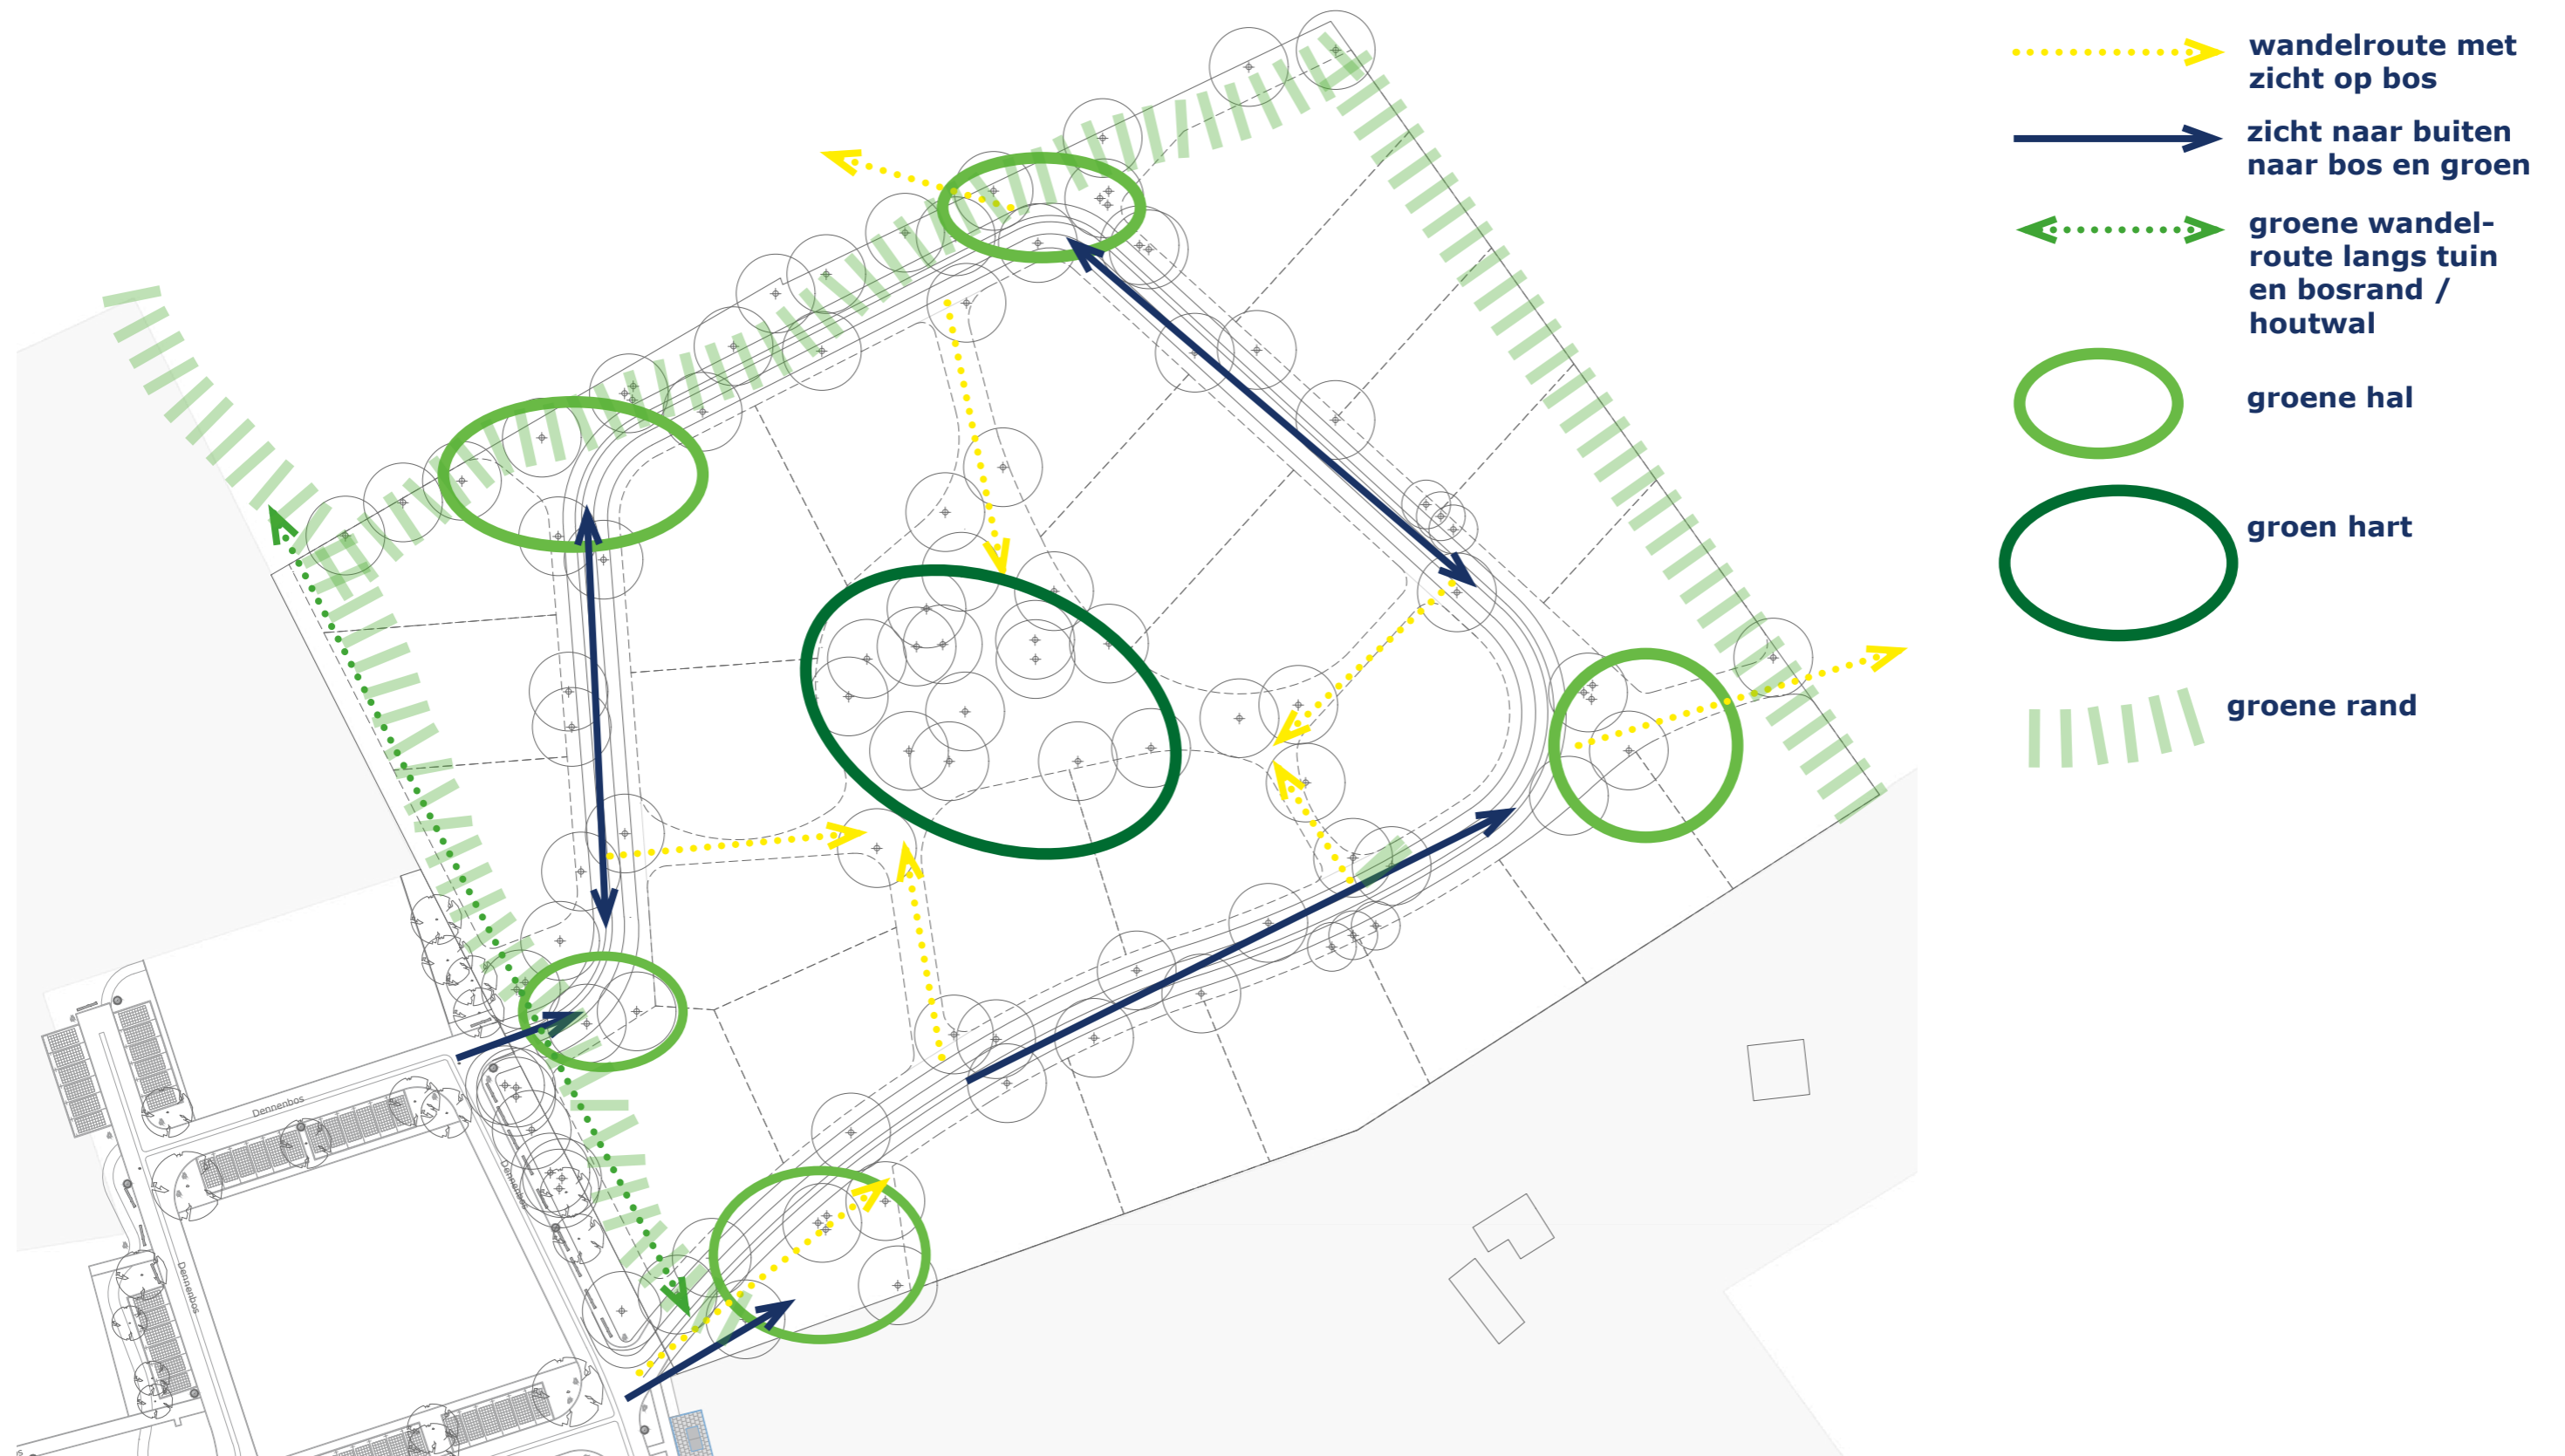 wandelroute met
zicht op bos
zicht naar buiten
naar bos en groen
groene wandel-
route langs tuin
en bosrand /
houtwal
groene hal
groen hart
groene rand
Dennenbos
Dennenbos
Dennenbos